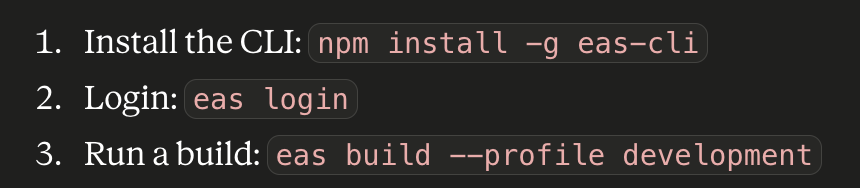 1. Install the CLI: npm install -g eas-cli
2. Login: eas login
3. Run a build: eas build --profile development